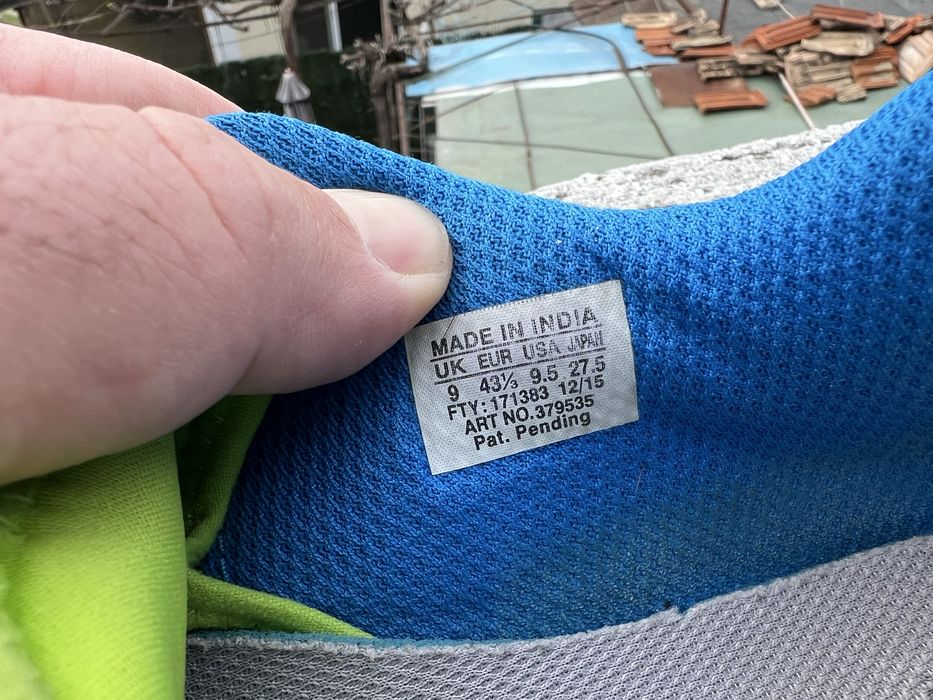 MADE IN INDIA
UK EUR USA JAPAN
9 43⅓ 9.5 27.5
FTY: 171383 12/15
ART NO.379535
Pat. Pending